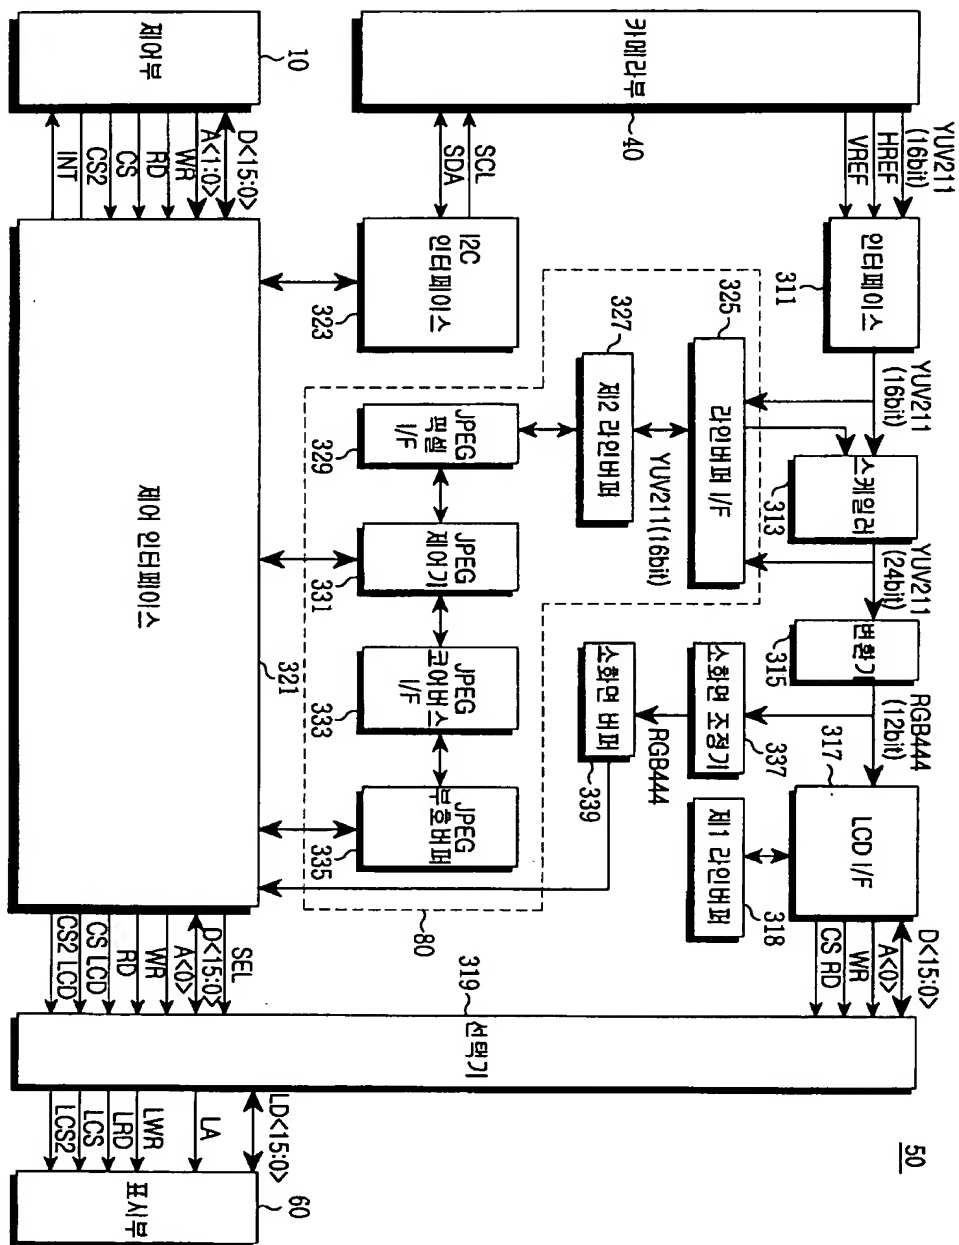 50
카메라부
40
YUV211
(16bit)
HREF
VREF
SCL
SDA
인터페이스
311
YUV211
(16bit)
스케일러
313
YUV211
(24bit)
변환기
315
RGB444
(12bit)
317
LCD I/F
D<15:0>
A<0>
WR
CS RD
제1 라인버퍼
318
325
라인버퍼 I/F
YUV211(16bit)
327
제2 라인버퍼
소화면 조정기
337
RGB444
소화면 버퍼
339
I2C
인터페이스
323
JPEG
픽셀
I/F
329
JPEG
제어기
331
JPEG
코어버스
I/F
333
JPEG
부호버퍼
335
80
제어부
10
D<15:0>
A<1:0>
WR
RD
CS
CS2
INT
제어 인터페이스
321
SEL
D<15:0>
A<0>
WR
RD
CS LCD
CS2 LCD
319
선택기
LD<15:0>
LA
LWR
LRD
LCS
LCS2
표시부
60